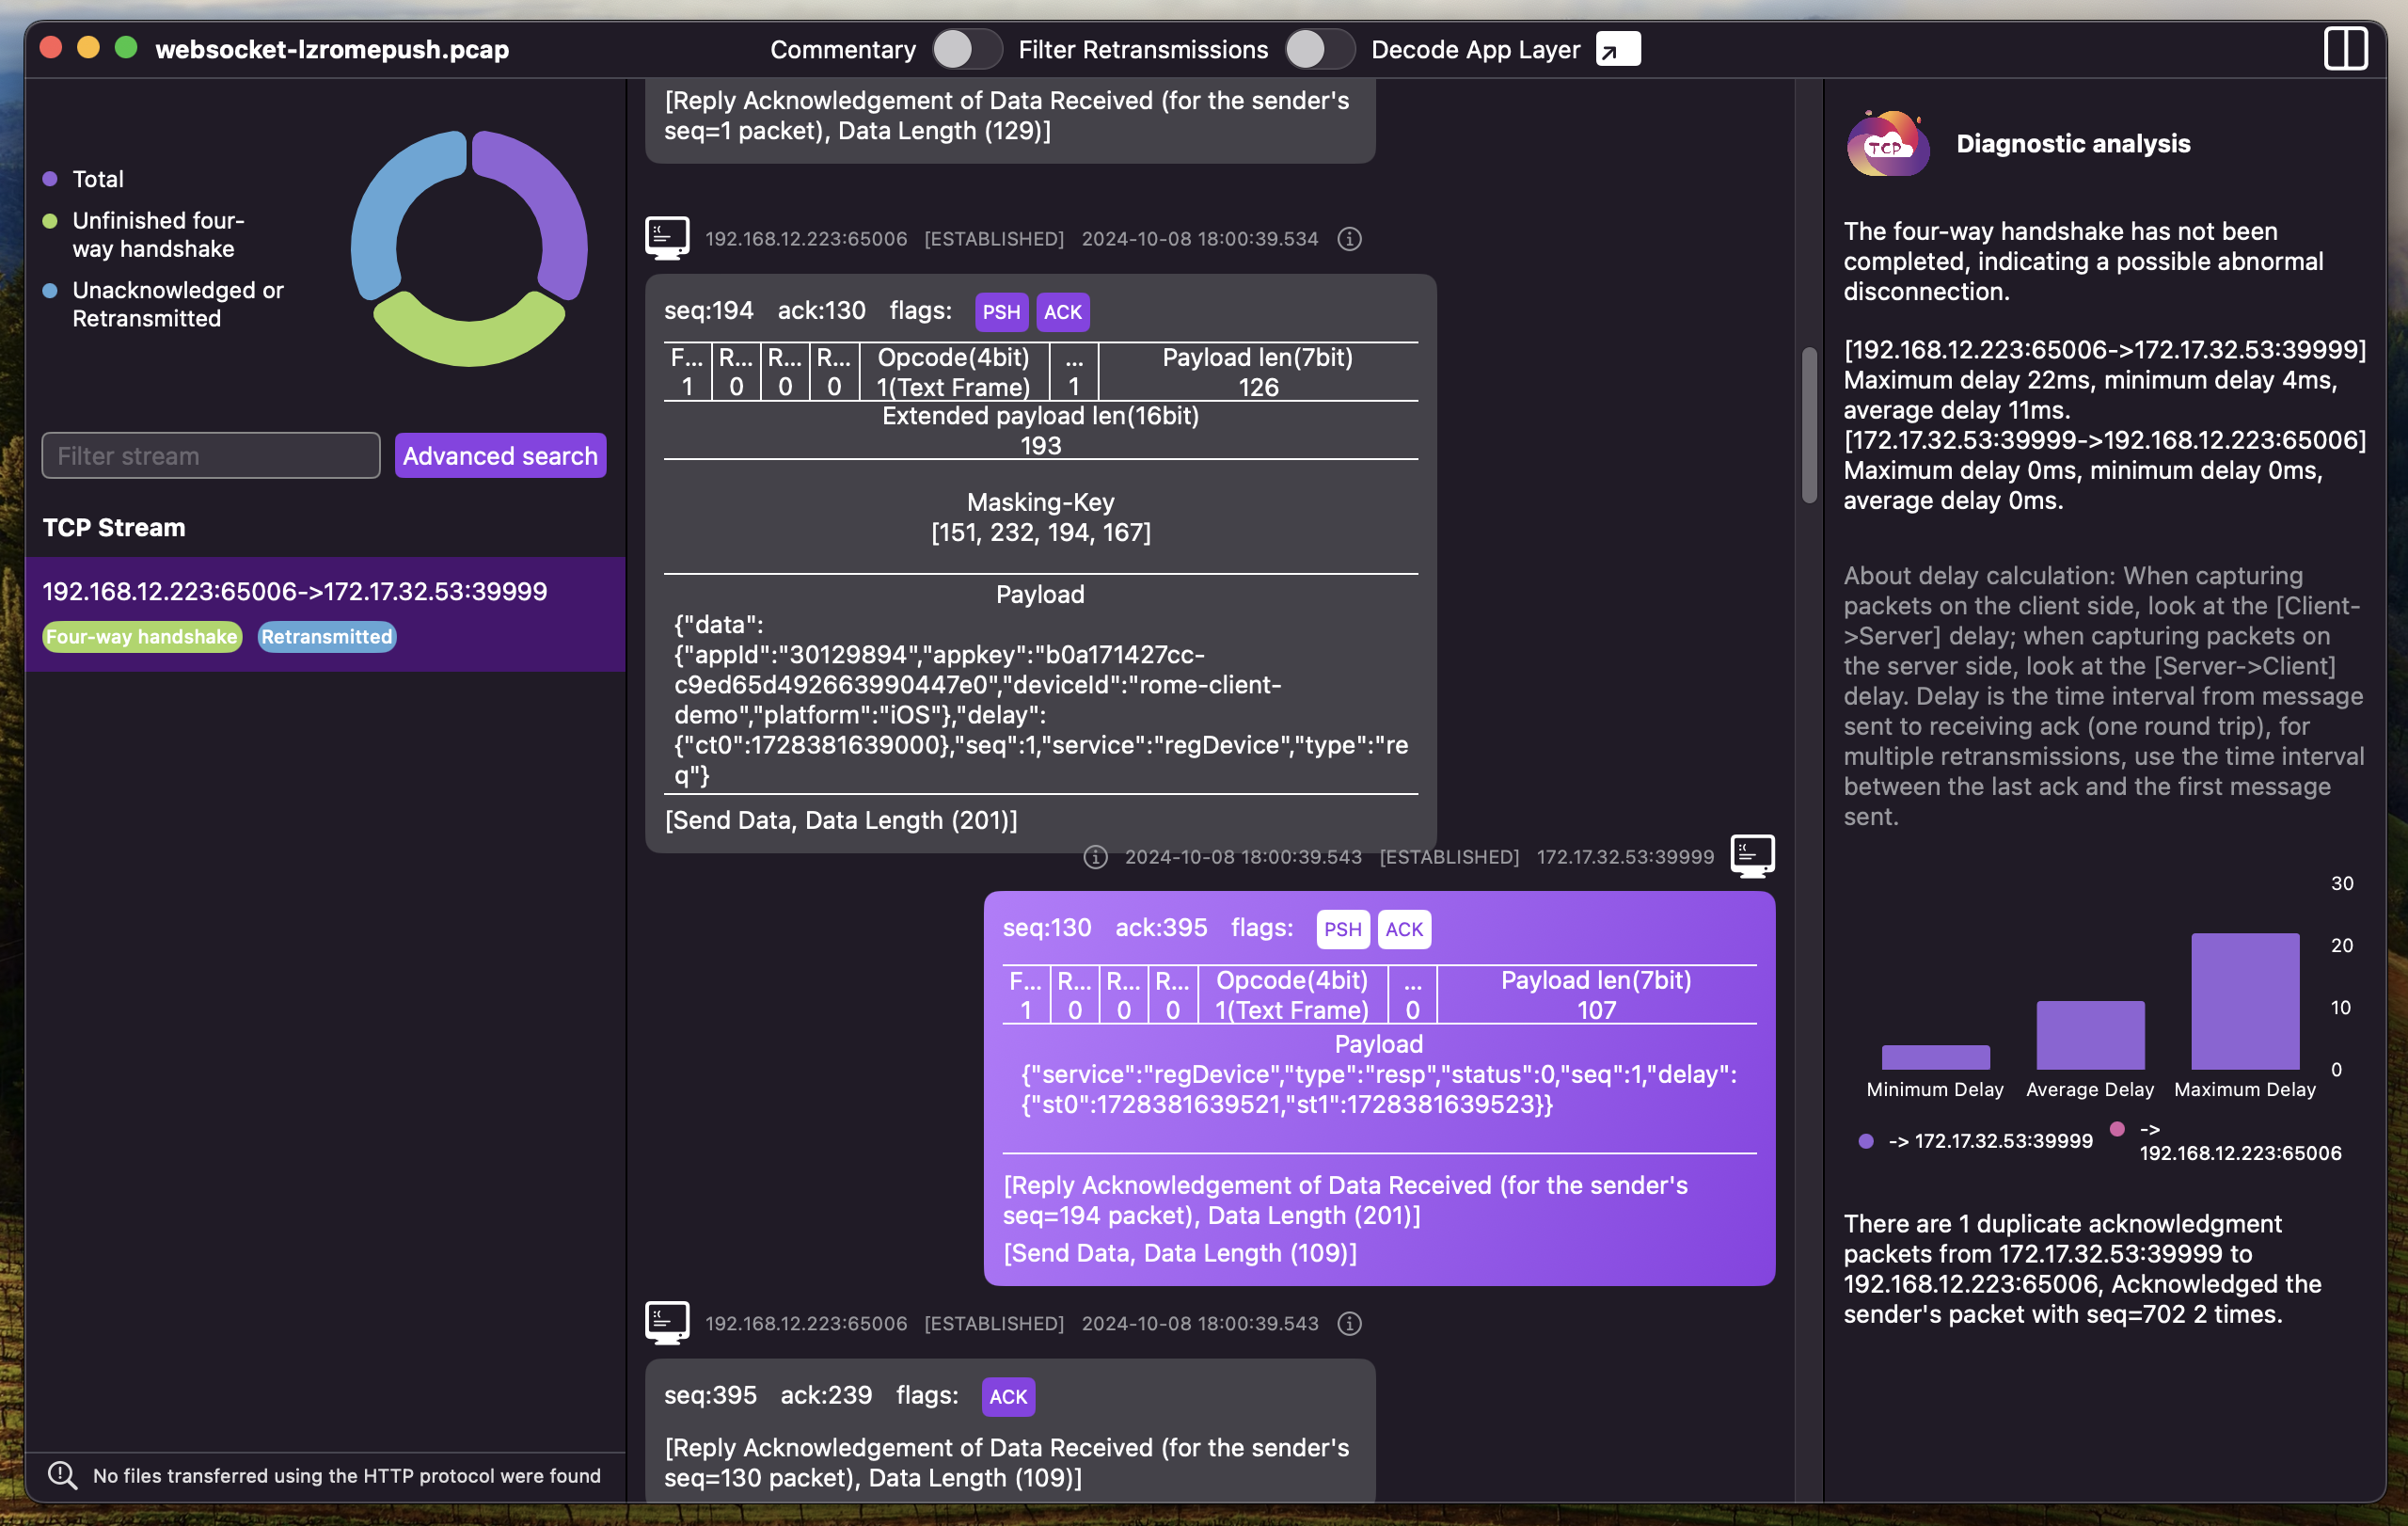 websocket-lzromepush.pcap
Commentary
Filter Retransmissions
Decode App Layer
Total
Unfinished four-
way handshake
Unacknowledged or
Retransmitted
Filter stream
Advanced search
TCP Stream
192.168.12.223:65006->172.17.32.53:39999
Four-way handshake
Retransmitted
No files transferred using the HTTP protocol were found
[Reply Acknowledgement of Data Received (for the sender's
seq=1 packet), Data Length (129)]
192.168.12.223:65006 [ESTABLISHED] 2024-10-08 18:00:39.534
seq:194 ack:130 flags: PSH ACK
F... R... R... R... Opcode(4bit) ... Payload len(7bit)
1 0 0 0 1(Text Frame) 1 126
Extended payload len(16bit)
193
Masking-Key
[151, 232, 194, 167]
Payload
{"data":
{"appId":"30129894","appkey":"b0a171427cc-
c9ed65d492663990447e0","deviceId":"rome-client-
demo","platform":"iOS"},"delay":
{"ct0":1728381639000},"seq":1,"service":"regDevice","type":"re
q"}
[Send Data, Data Length (201)]
2024-10-08 18:00:39.543 [ESTABLISHED] 172.17.32.53:39999
seq:130 ack:395 flags: PSH ACK
F... R... R... R... Opcode(4bit) ... Payload len(7bit)
1 0 0 0 1(Text Frame) 0 107
Payload
{"service":"regDevice","type":"resp","status":0,"seq":1,"delay":
{"st0":1728381639521,"st1":1728381639523}}
[Reply Acknowledgement of Data Received (for the sender's
seq=194 packet), Data Length (201)]
[Send Data, Data Length (109)]
192.168.12.223:65006 [ESTABLISHED] 2024-10-08 18:00:39.543
seq:395 ack:239 flags: ACK
[Reply Acknowledgement of Data Received (for the sender's
seq=130 packet), Data Length (109)]
TCP
Diagnostic analysis
The four-way handshake has not been
completed, indicating a possible abnormal
disconnection.
[192.168.12.223:65006->172.17.32.53:39999]
Maximum delay 22ms, minimum delay 4ms,
average delay 11ms.
[172.17.32.53:39999->192.168.12.223:65006]
Maximum delay 0ms, minimum delay 0ms,
average delay 0ms.
About delay calculation: When capturing
packets on the client side, look at the [Client-
>Server] delay; when capturing packets on
the server side, look at the [Server->Client]
delay. Delay is the time interval from message
sent to receiving ack (one round trip), for
multiple retransmissions, use the time interval
between the last ack and the first message
sent.
30
20
10
0
Minimum Delay Average Delay Maximum Delay
-> 172.17.32.53:39999
->
192.168.12.223:65006
There are 1 duplicate acknowledgment
packets from 172.17.32.53:39999 to
192.168.12.223:65006, Acknowledged the
sender's packet with seq=702 2 times.